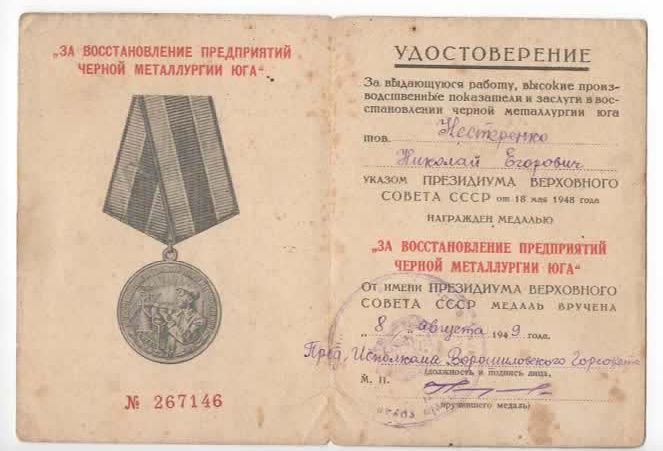 „ЗА ВОССТАНОВЛЕНИЕ ПРЕДПРИЯТИЙ
ЧЕРНОЙ МЕТАЛЛУРГИИ ЮГА“
№ 267146
УДОСТОВЕРЕНИЕ
За выдающуюся работу, высокие произ-
водственные показатели и заслуги в вос-
становлении черной металлургии юга
тов. Нестеренко
Николай Егорович
УКАЗОМ ПРЕЗИДИУМА ВЕРХОВНОГО
СОВЕТА СССР от 18 мая 1948 года
НАГРАЖДЕН МЕДАЛЬЮ
„ЗА ВОССТАНОВЛЕНИЕ ПРЕДПРИЯТИЙ
ЧЕРНОЙ МЕТАЛЛУРГИИ ЮГА“
От имени ПРЕЗИДИУМА ВЕРХОВНОГО
СОВЕТА СССР МЕДАЛЬ ВРУЧЕНА
„8„ августа 1949 года.
Пред. Исполкома Ворошиловского Горсовета
(должность и подпись лица,
М. П.
вручившего медаль)